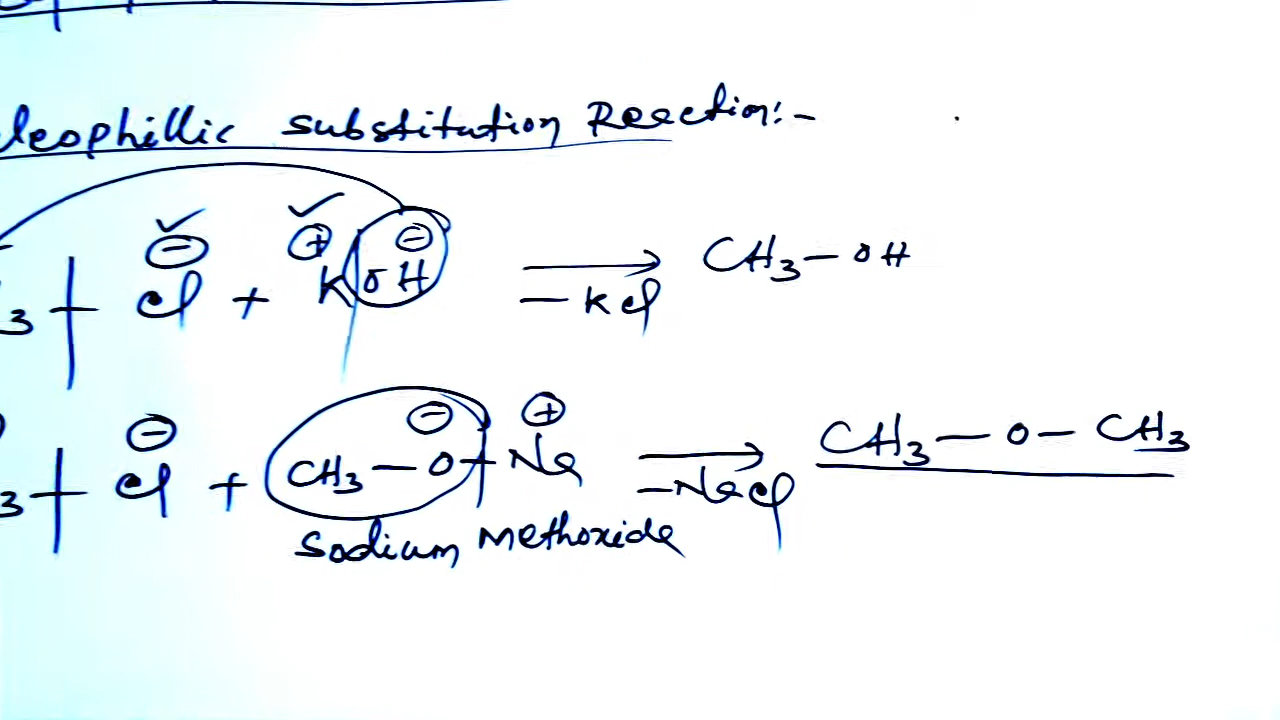 leophillic substitution Reaction:-
3 + Cl ⊖ + K ⊕ OH ⊖ → - KCl CH3 - OH
3 + Cl ⊖ + CH3 - O ⊖ + Na ⊕ → - NaCl CH3 - O - CH3
Sodium Methoxide